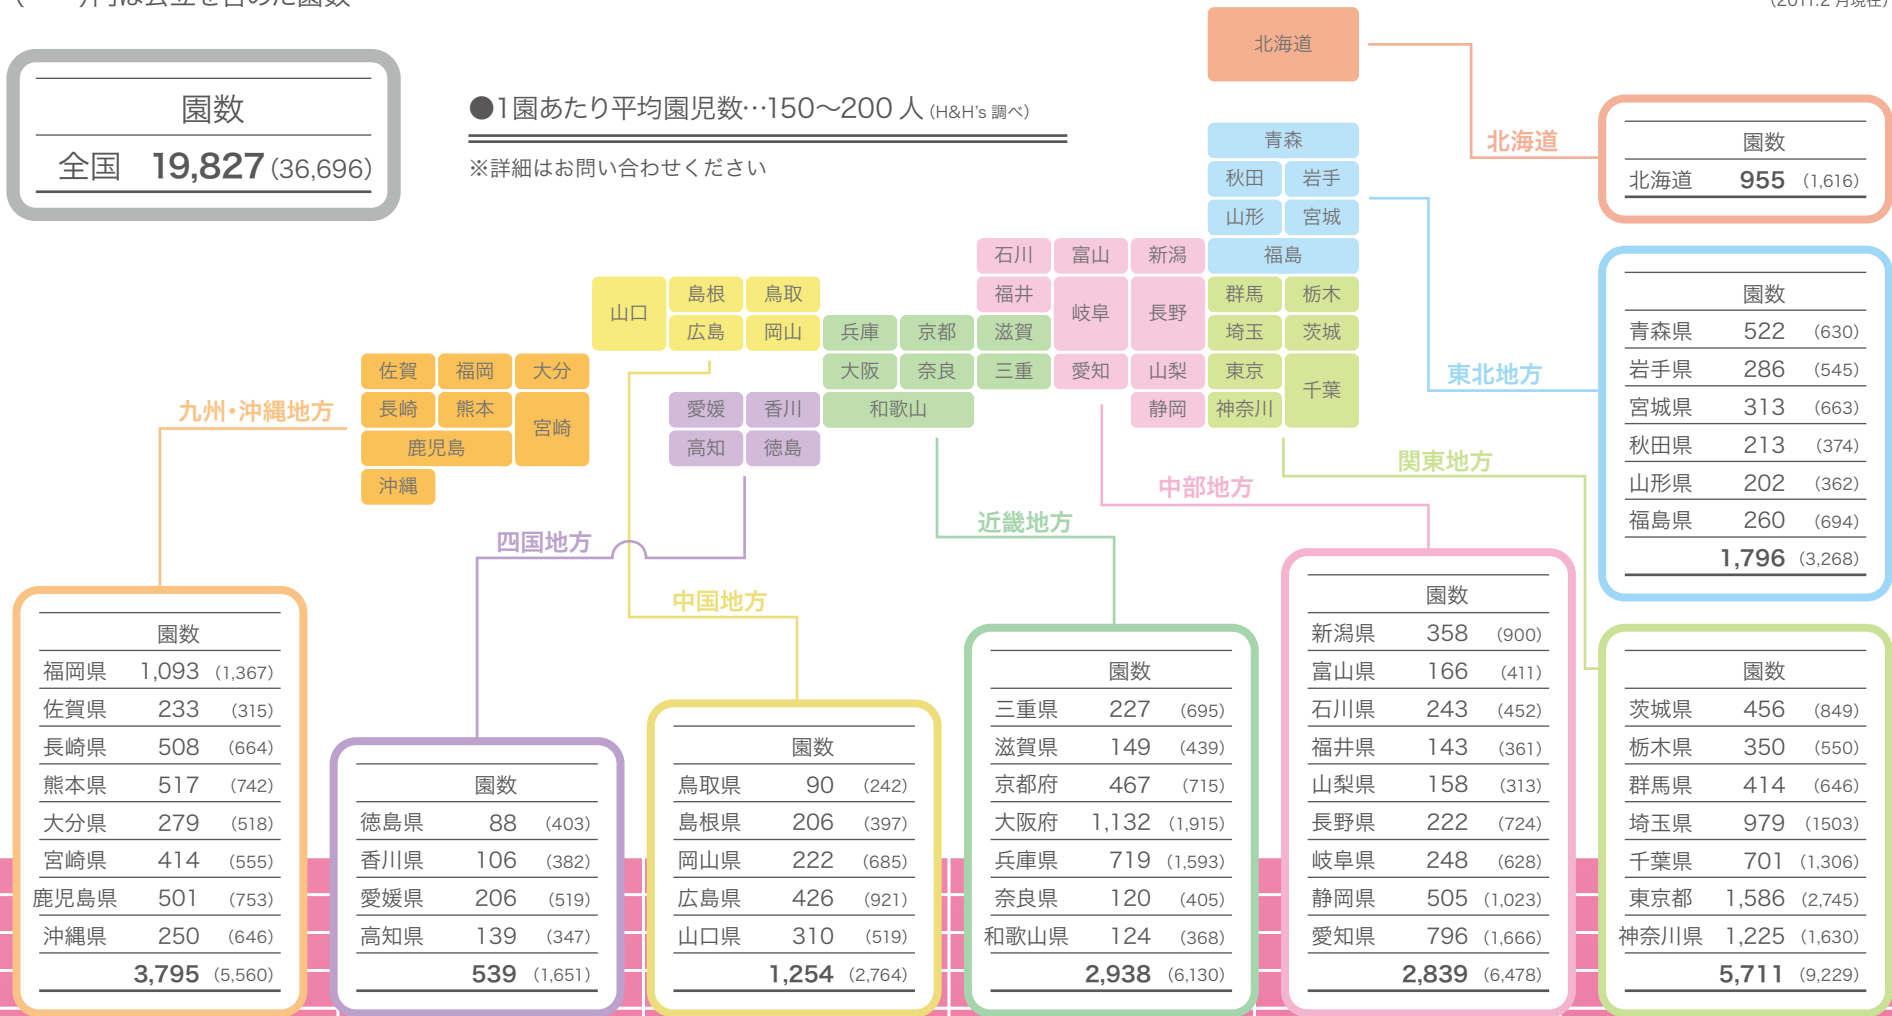 ( )内は公立を含めた園数
(2011.2月現在)
園数
全国 19,827 (36,696)
●1園あたり平均園児数…150〜200人 (H&H's 調べ)
※詳細はお問い合わせください
北海道
青森
秋田 岩手
山形 宮城
福島
石川 富山 新潟
福井 岐阜 長野
愛知 山梨
静岡
群馬 栃木
埼玉 茨城
東京 千葉
神奈川
山口 島根 鳥取
広島 岡山
兵庫 京都 滋賀
大阪 奈良 三重
和歌山
愛媛 香川
高知 徳島
佐賀 福岡 大分
長崎 熊本 宮崎
鹿児島
沖縄
北海道
園数
北海道 955 (1,616)
東北地方
園数
青森県 522 (630)
岩手県 286 (545)
宮城県 313 (663)
秋田県 213 (374)
山形県 202 (362)
福島県 260 (694)
1,796 (3,268)
九州・沖縄地方
園数
福岡県 1,093 (1,367)
佐賀県 233 (315)
長崎県 508 (664)
熊本県 517 (742)
大分県 279 (518)
宮崎県 414 (555)
鹿児島県 501 (753)
沖縄県 250 (646)
3,795 (5,560)
四国地方
園数
徳島県 88 (403)
香川県 106 (382)
愛媛県 206 (519)
高知県 139 (347)
539 (1,651)
中国地方
園数
鳥取県 90 (242)
島根県 206 (397)
岡山県 222 (685)
広島県 426 (921)
山口県 310 (519)
1,254 (2,764)
近畿地方
園数
三重県 227 (695)
滋賀県 149 (439)
京都府 467 (715)
大阪府 1,132 (1,915)
兵庫県 719 (1,593)
奈良県 120 (405)
和歌山県 124 (368)
2,938 (6,130)
中部地方
園数
新潟県 358 (900)
富山県 166 (411)
石川県 243 (452)
福井県 143 (361)
山梨県 158 (313)
長野県 222 (724)
岐阜県 248 (628)
静岡県 505 (1,023)
愛知県 796 (1,666)
2,839 (6,478)
関東地方
園数
茨城県 456 (849)
栃木県 350 (550)
群馬県 414 (646)
埼玉県 979 (1503)
千葉県 701 (1,306)
東京都 1,586 (2,745)
神奈川県 1,225 (1,630)
5,711 (9,229)